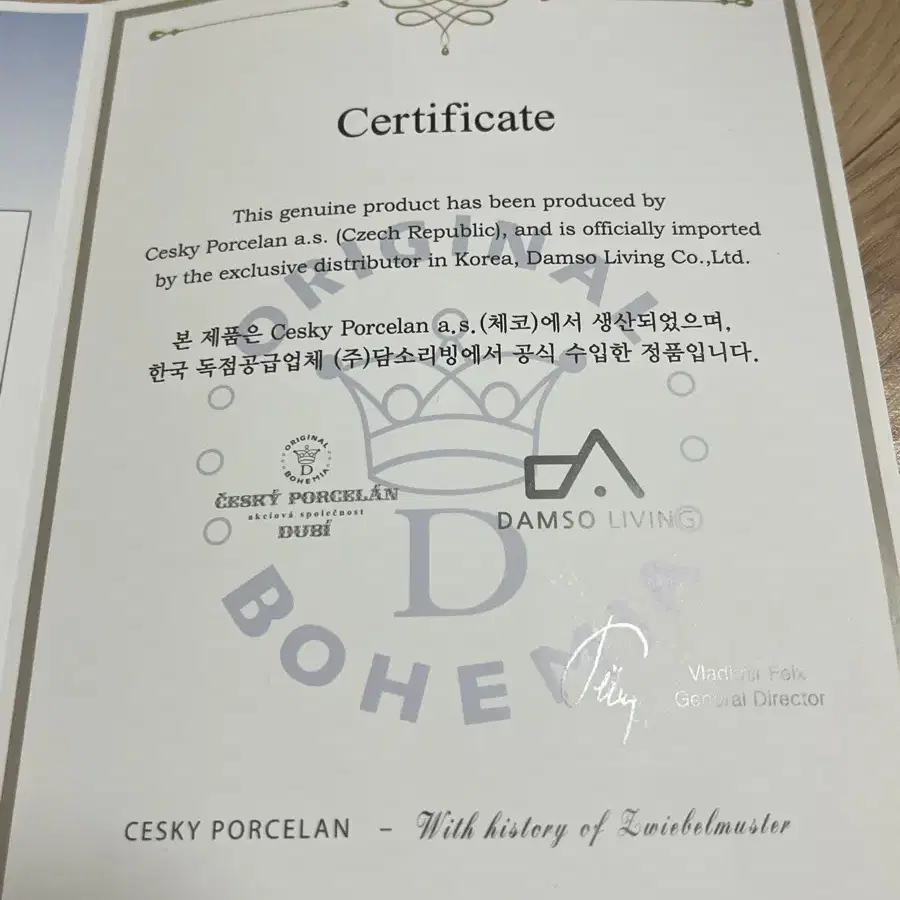 Certificate
This genuine product has been produced by
Cesky Porcelan a.s. (Czech Republic), and is officially imported
by the exclusive distributor in Korea, Damso Living Co.,Ltd.
본 제품은 Cesky Porcelan a.s.(체코)에서 생산되었으며,
한국 독점공급업체 (주)담소리빙에서 공식 수입한 정품입니다.
ORIGINAL
D
BOHEMIA
ČESKÝ PORCELÁN
akciová společnost
DUBÍ
DAMSO LIVING
ORIGINAL
D
BOHEMIA
Vladimir Feix
General Director
CESKY PORCELAN - With history of Zwiebelmuster